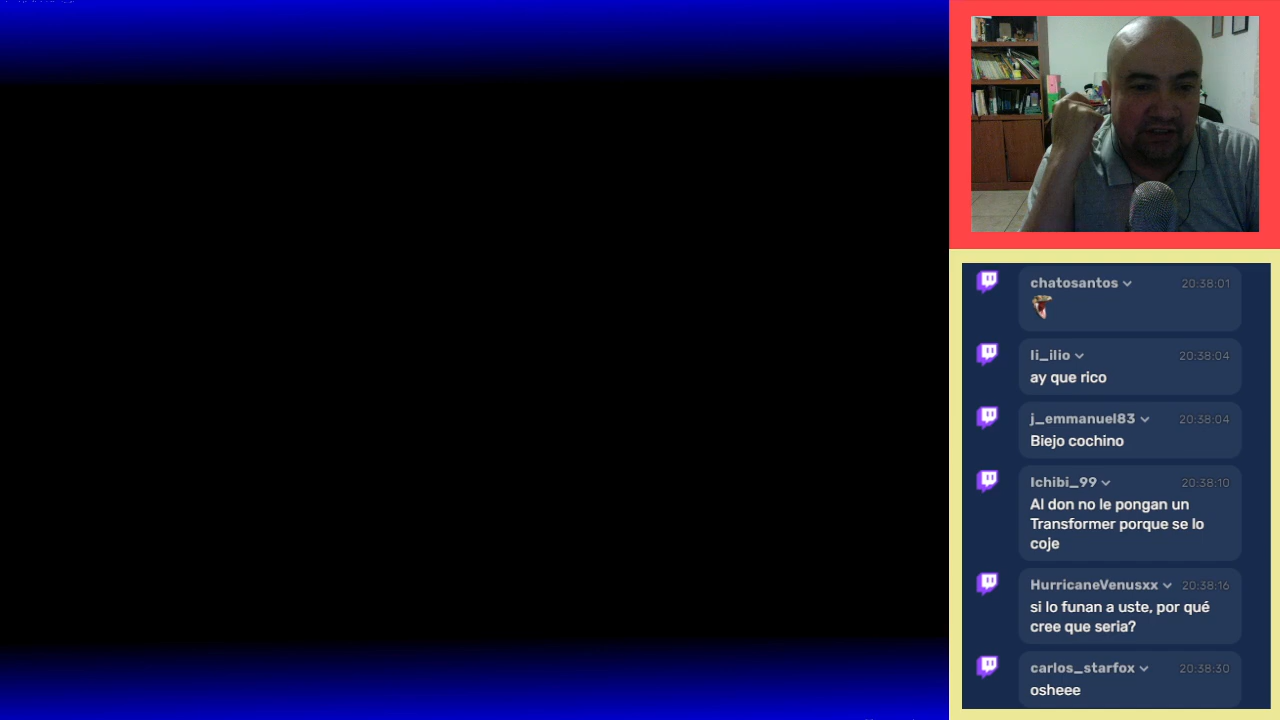 chatosantos
20:38:01
li_ilio
20:38:04
ay que rico
j_emmanuel83
20:38:04
Biejo cochino
Ichibi_99
20:38:10
Al don no le pongan un
Transformer porque se lo
coje
HurricaneVenusxx
20:38:16
si lo funan a uste, por qué
cree que seria?
carlos_starfox
20:38:30
osheee